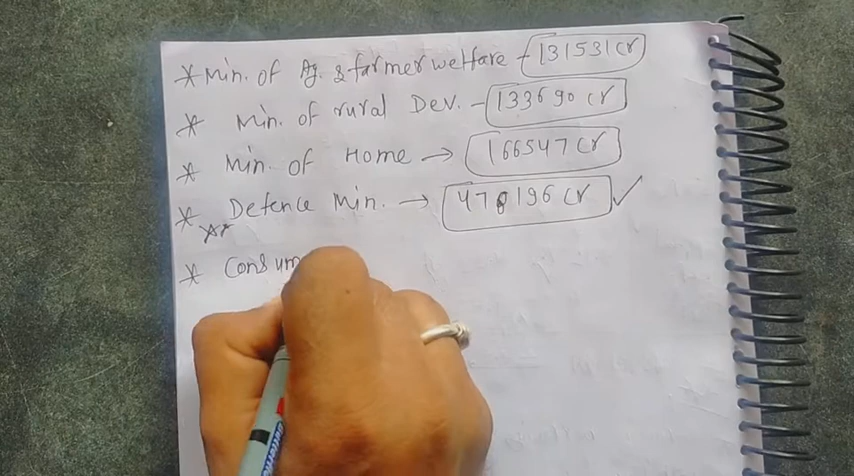 * Min. of Ag. & farmer welfare - 131531 cr
* Min. of rural Dev. - 133690 cr
* Min. of Home → 166547 cr
* Defence Min. → 478196 cr ✓
**
* Consum